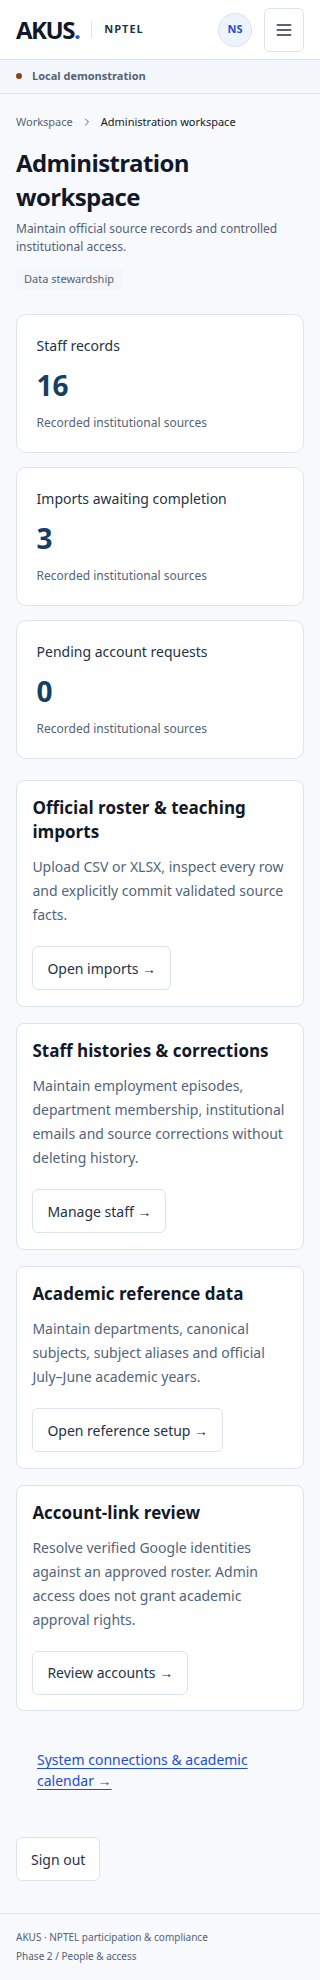 AKUS. NPTEL NS
Local demonstration
Workspace > Administration workspace
Administration
workspace
Maintain official source records and controlled
institutional access.
Data stewardship
Staff records
16
Recorded institutional sources
Imports awaiting completion
3
Recorded institutional sources
Pending account requests
0
Recorded institutional sources
Official roster & teaching
imports
Upload CSV or XLSX, inspect every row
and explicitly commit validated source
facts.
Open imports →
Staff histories & corrections
Maintain employment episodes,
department membership, institutional
emails and source corrections without
deleting history.
Manage staff →
Academic reference data
Maintain departments, canonical
subjects, subject aliases and official
July–June academic years.
Open reference setup →
Account-link review
Resolve verified Google identities
against an approved roster. Admin
access does not grant academic
approval rights.
Review accounts →
System connections & academic
calendar →
Sign out
AKUS · NPTEL participation & compliance
Phase 2 / People & access